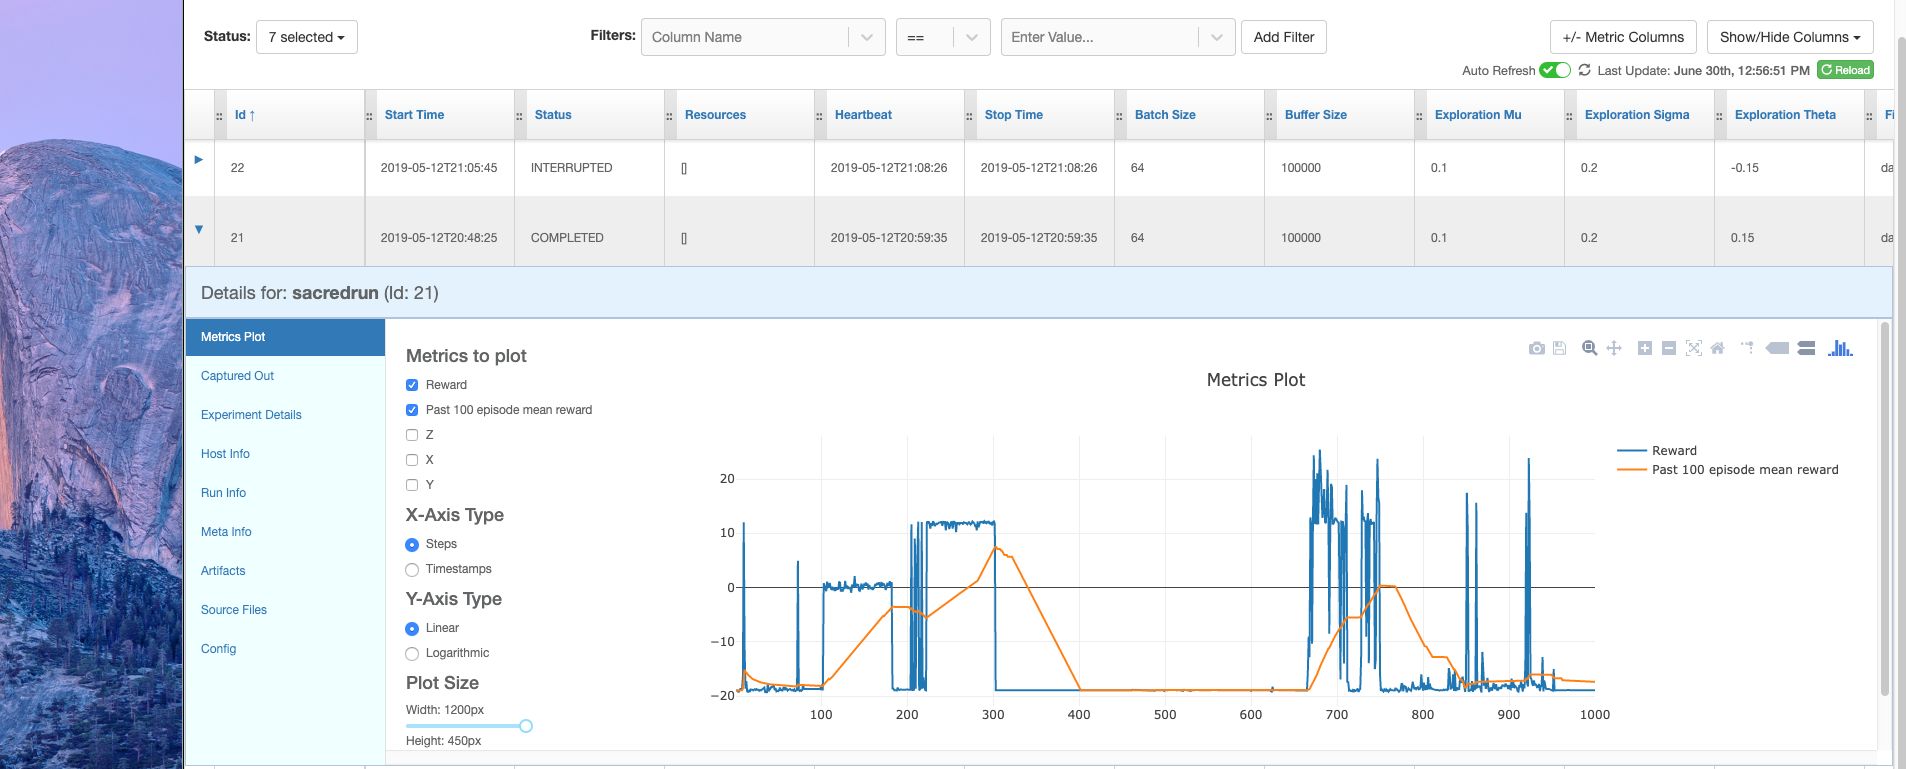 Status: 7 selected Filters: Column Name == Enter Value... Add Filter +/- Metric Columns Show/Hide Columns
Auto Refresh Last Update: June 30th, 12:56:51 PM Reload
Id ↑ Start Time Status Resources Heartbeat Stop Time Batch Size Buffer Size Exploration Mu Exploration Sigma Exploration Theta Fi
22 2019-05-12T21:05:45 INTERRUPTED [] 2019-05-12T21:08:26 2019-05-12T21:08:26 64 100000 0.1 0.2 -0.15 da
21 2019-05-12T20:48:25 COMPLETED [] 2019-05-12T20:59:35 2019-05-12T20:59:35 64 100000 0.1 0.2 0.15 da
Details for: sacredrun (Id: 21)
Metrics Plot
Captured Out
Experiment Details
Host Info
Run Info
Meta Info
Artifacts
Source Files
Config
Metrics to plot
Reward
Past 100 episode mean reward
Z
X
Y
X-Axis Type
Steps
Timestamps
Y-Axis Type
Linear
Logarithmic
Plot Size
Width: 1200px
Height: 450px
Metrics Plot
Reward
Past 100 episode mean reward
20
10
0
−10
−20
100 200 300 400 500 600 700 800 900 1000